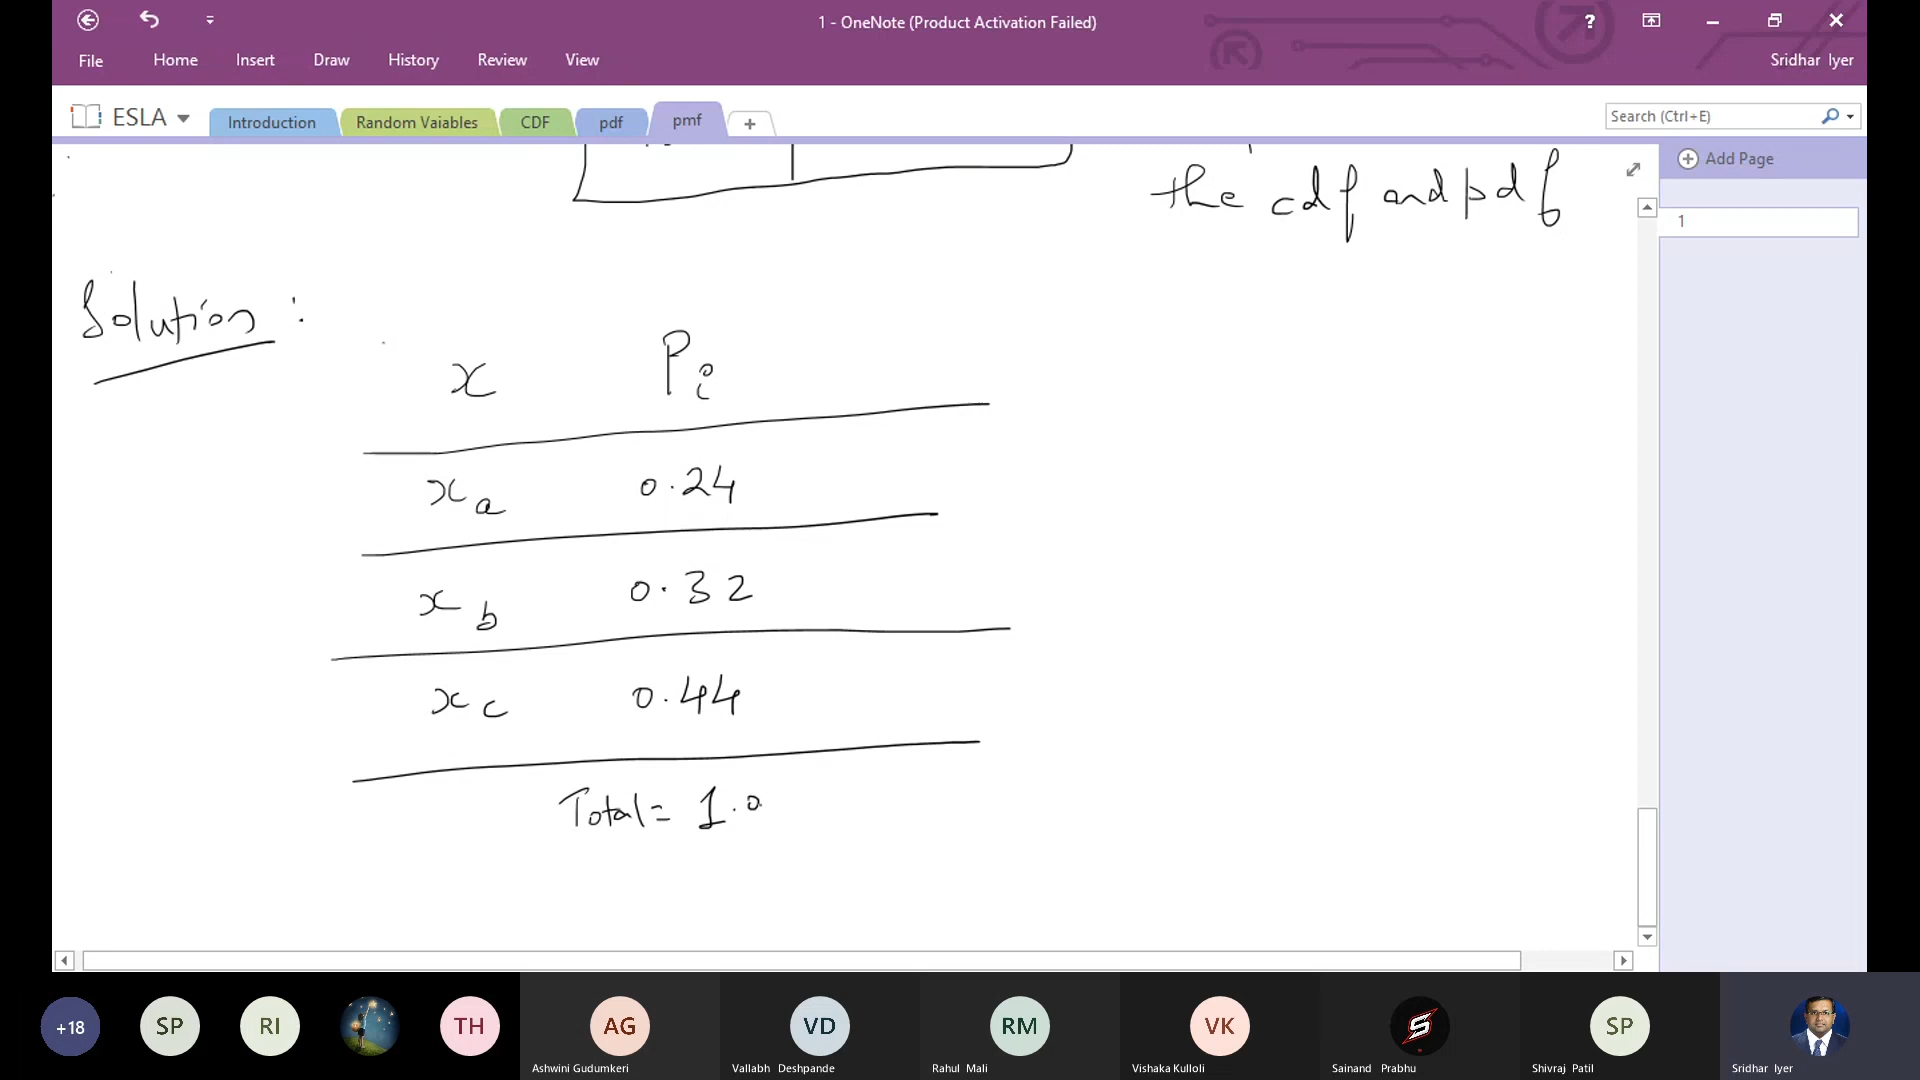 1 - OneNote (Product Activation Failed)
?
File Home Insert Draw History Review View
Sridhar Iyer
ESLA Introduction Random Vaiables CDF pdf pmf +
Search (Ctrl+E)
Add Page
1
the cdf and pdf
Solution :
x Pi
xa 0.24
xb 0.32
xc 0.44
Total = 1.0
+18 SP RI TH AG VD RM VK S SP
Ashwini Gudumkeri Vallabh Deshpande Rahul Mali Vishaka Kulloli Sainand Prabhu Shivraj Patil Sridhar Iyer